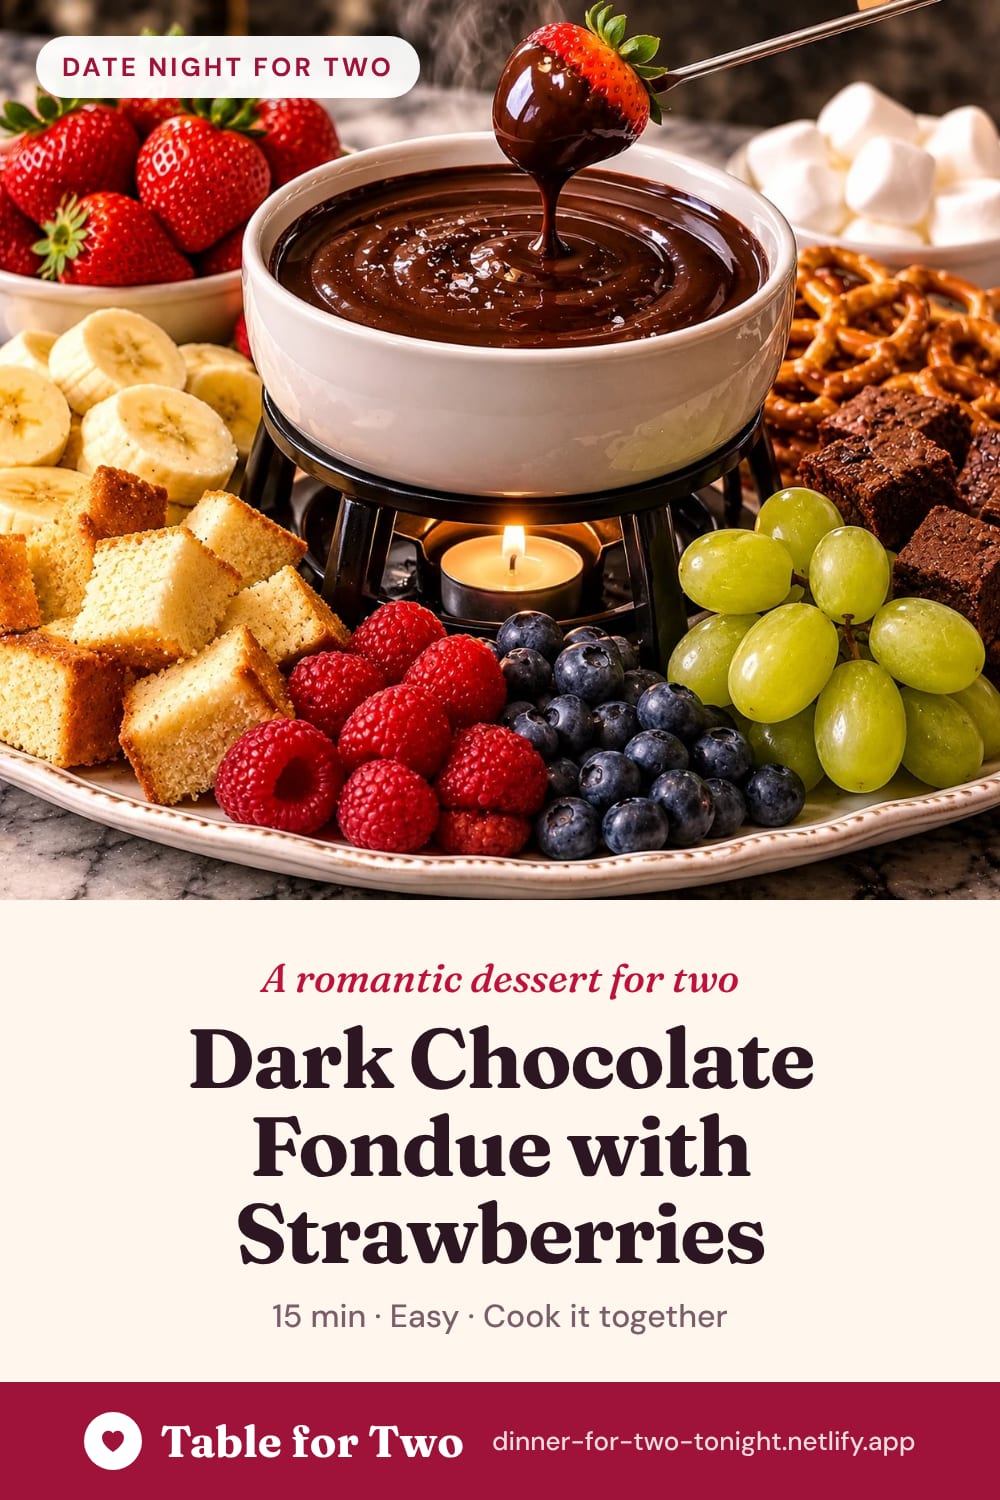 DATE NIGHT FOR TWO
A romantic dessert for two
Dark Chocolate
Fondue with
Strawberries
15 min · Easy · Cook it together
Table for Two
dinner-for-two-tonight.netlify.app